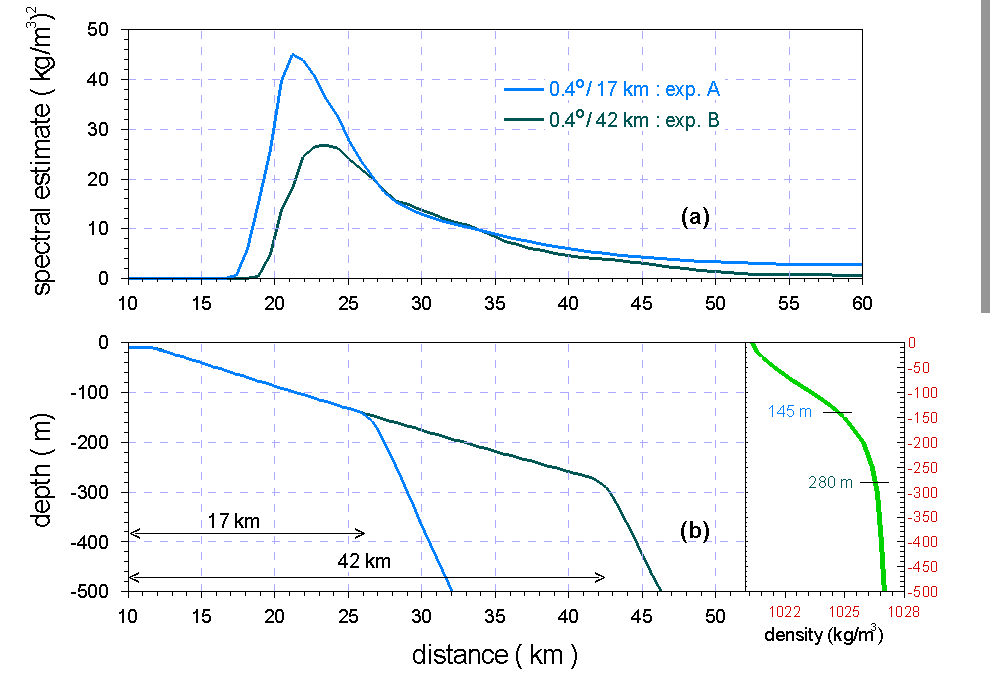 spectral estimate ( kg/m³)²
50
40
30
20
10
0
0.4°/ 17 km : exp. A
0.4°/ 42 km : exp. B
(a)
10 15 20 25 30 35 40 45 50 55 60
depth ( m)
0
-100
-200
-300
-400
-500
17 km
42 km
(b)
10 15 20 25 30 35 40 45 50
distance ( km )
145 m
280 m
0
-50
-100
-150
-200
-250
-300
-350
-400
-450
-500
1022 1025 1028
density (kg/m³)